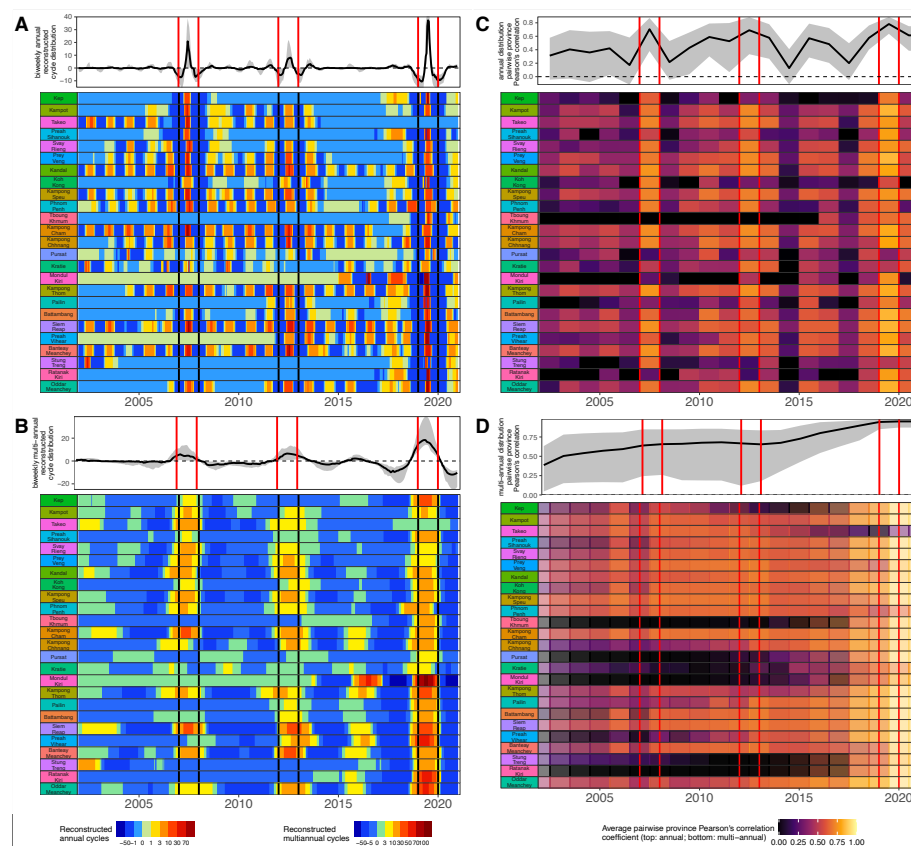 A
biweekly annual
reconstructed
cycle distribution
40
30
20
10
0
−10
Kep
Kampot
Takeo
Preah
Sihanouk
Svay
Rieng
Prey
Veng
Kandal
Koh
Kong
Kampong
Speu
Phnom
Penh
Tboung
Khmum
Kampong
Cham
Kampong
Chhnang
Pursat
Kratie
Mondul
Kiri
Kampong
Thom
Pailin
Battambang
Siem
Reap
Preah
Vihear
Banteay
Meanchey
Stung
Treng
Ratanak
Kiri
Oddar
Meanchey
2005 2010 2015 2020
C
annual distribution
pairwise province
Pearson's correlation
0.8
0.6
0.4
0.2
0.0
Kep
Kampot
Takeo
Preah
Sihanouk
Svay
Rieng
Prey
Veng
Kandal
Koh
Kong
Kampong
Speu
Phnom
Penh
Tboung
Khmum
Kampong
Cham
Kampong
Chhnang
Pursat
Kratie
Mondul
Kiri
Kampong
Thom
Pailin
Battambang
Siem
Reap
Preah
Vihear
Banteay
Meanchey
Stung
Treng
Ratanak
Kiri
Oddar
Meanchey
2005 2010 2015 2020
B
biweekly multi−annual
reconstructed
cycle distribution
20
0
−20
Kep
Kampot
Takeo
Preah
Sihanouk
Svay
Rieng
Prey
Veng
Kandal
Koh
Kong
Kampong
Speu
Phnom
Penh
Tboung
Khmum
Kampong
Cham
Kampong
Chhnang
Pursat
Kratie
Mondul
Kiri
Kampong
Thom
Pailin
Battambang
Siem
Reap
Preah
Vihear
Banteay
Meanchey
Stung
Treng
Ratanak
Kiri
Oddar
Meanchey
2005 2010 2015 2020
D
multi−annual distribution
pairwise province
Pearson's correlation
0.75
0.50
0.25
0.00
Kep
Kampot
Takeo
Preah
Sihanouk
Svay
Rieng
Prey
Veng
Kandal
Koh
Kong
Kampong
Speu
Phnom
Penh
Tboung
Khmum
Kampong
Cham
Kampong
Chhnang
Pursat
Kratie
Mondul
Kiri
Kampong
Thom
Pailin
Battambang
Siem
Reap
Preah
Vihear
Banteay
Meanchey
Stung
Treng
Ratanak
Kiri
Oddar
Meanchey
2005 2010 2015 2020
Reconstructed
annual cycles
−50 −1 0 1 3 10 30 70
Reconstructed
multiannual cycles
−50 −1 0 1 3 10 50 70 100
Average pairwise province Pearson's correlation
coefficient (top: annual; bottom: multi−annual)
0.00 0.25 0.50 0.75 1.00